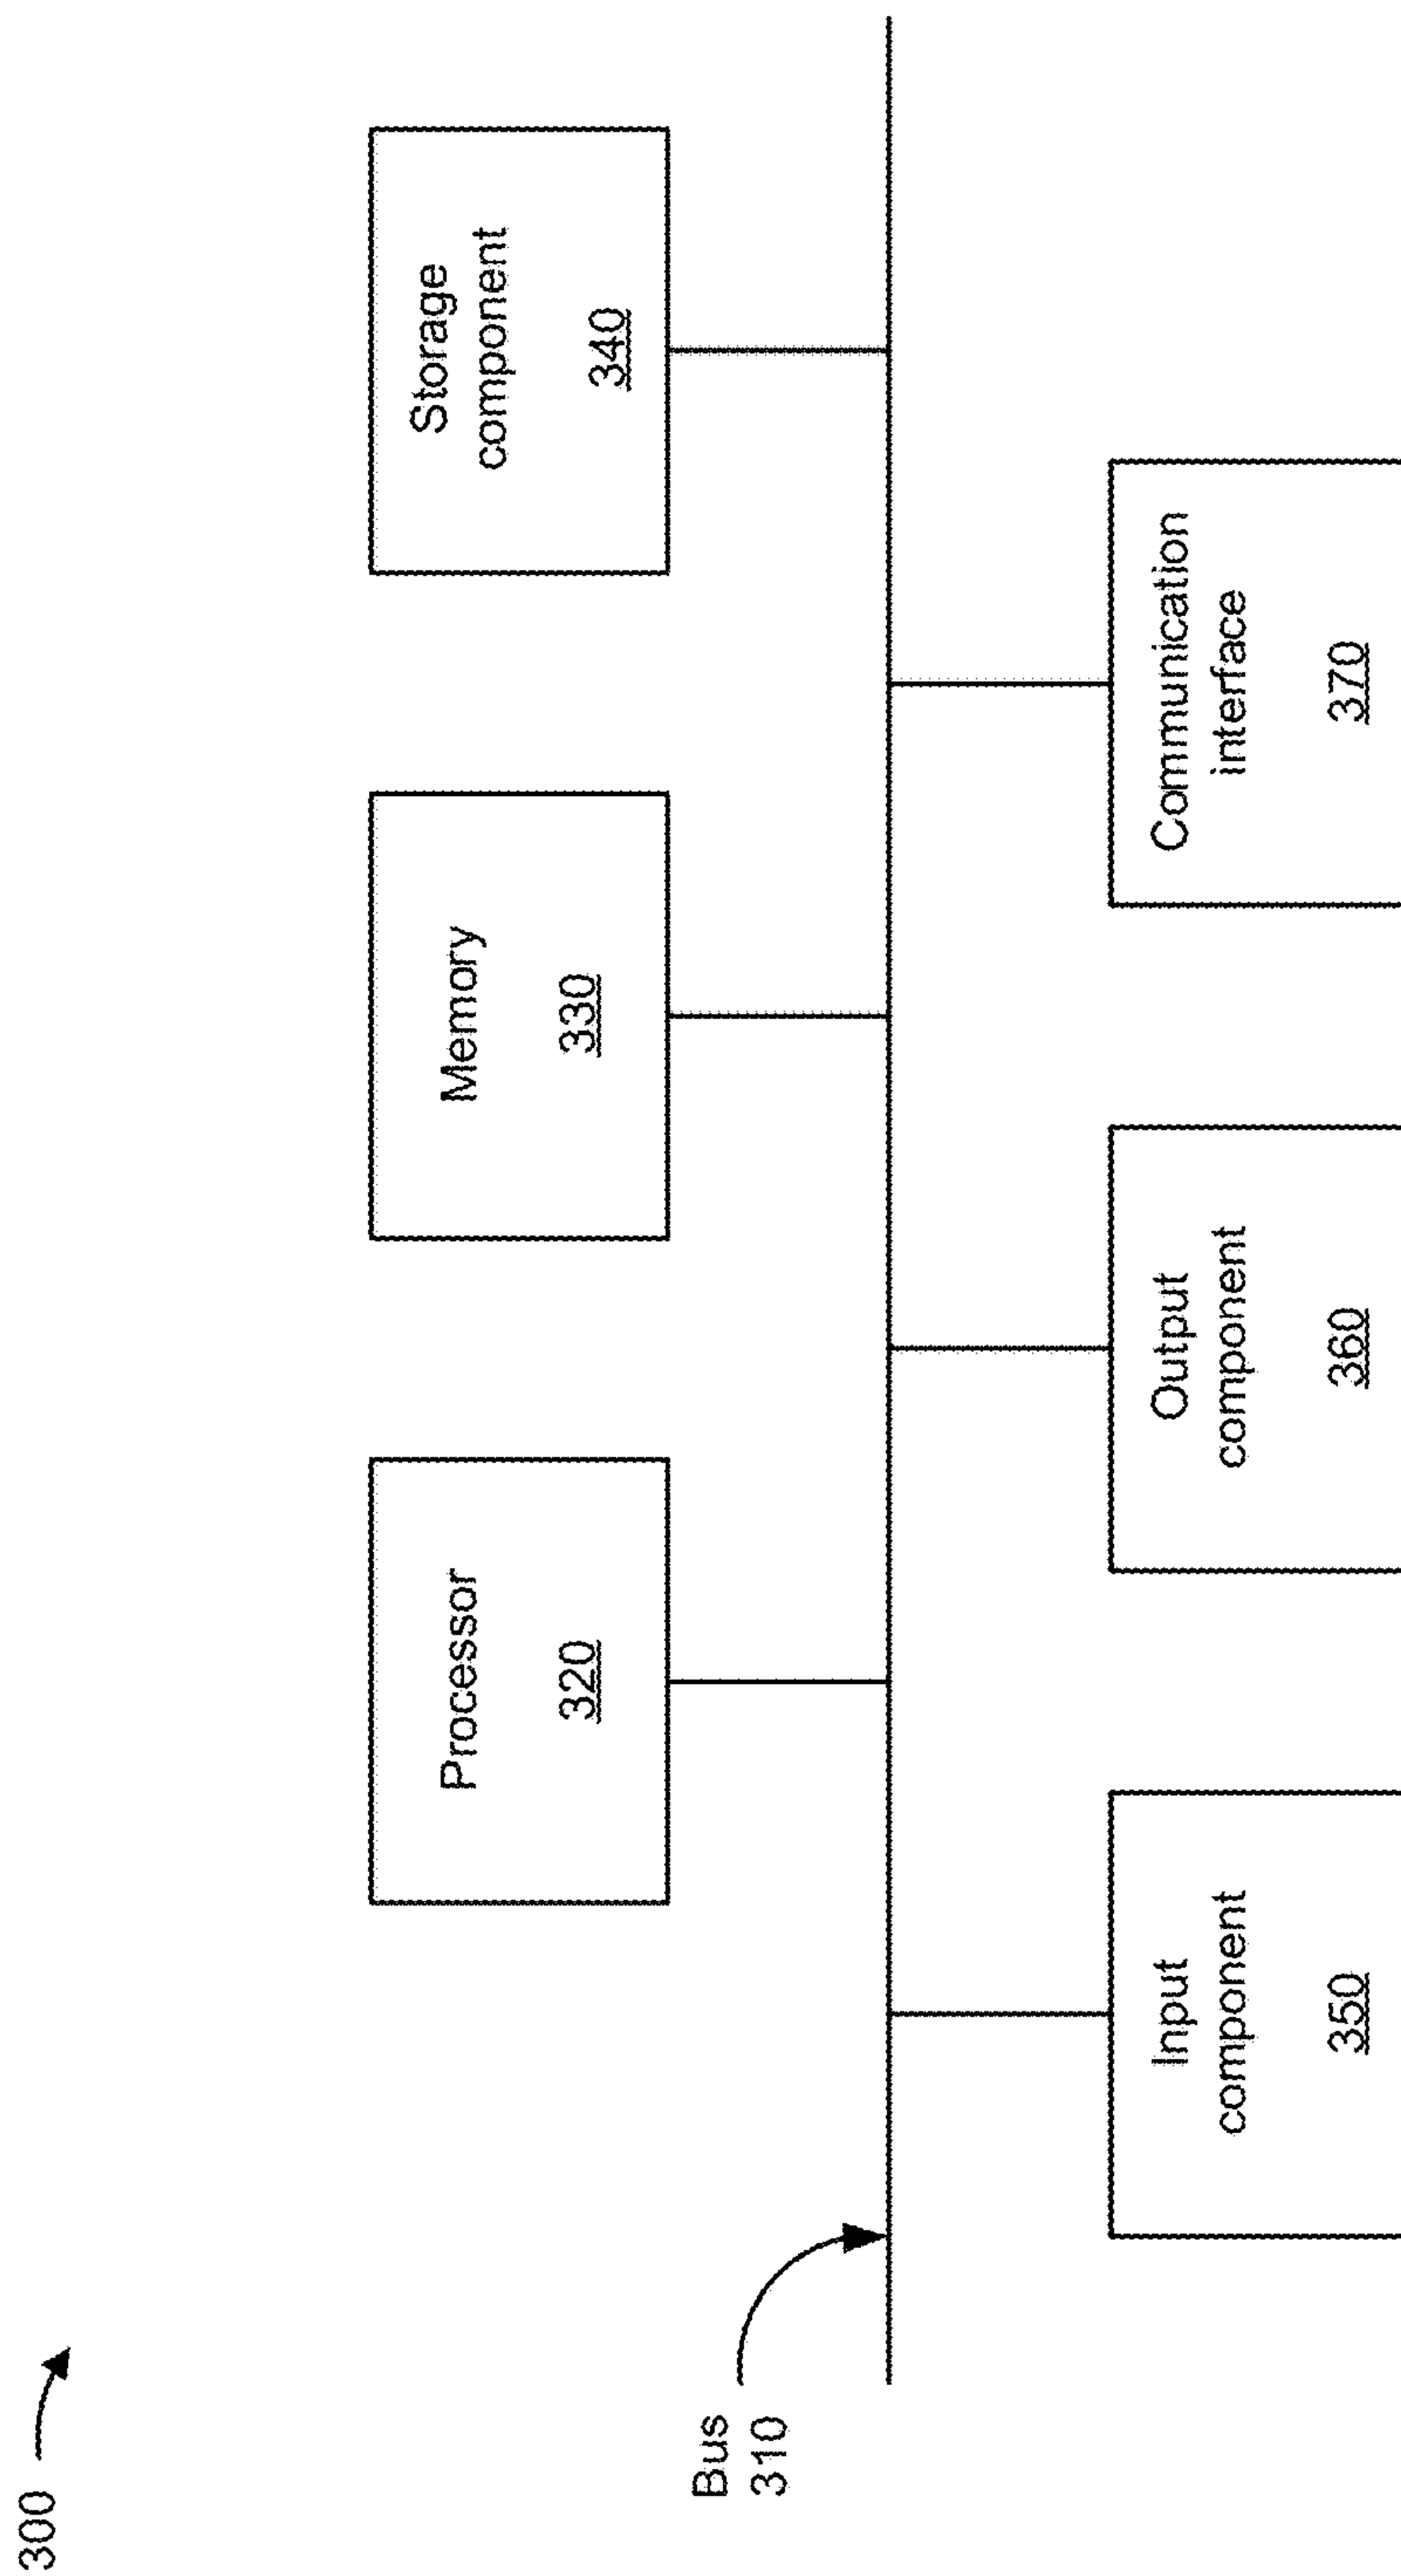 300
Processor
320
Memory
330
Storage
component
340
Bus
310
Input
component
350
Output
component
360
Communication
interface
370